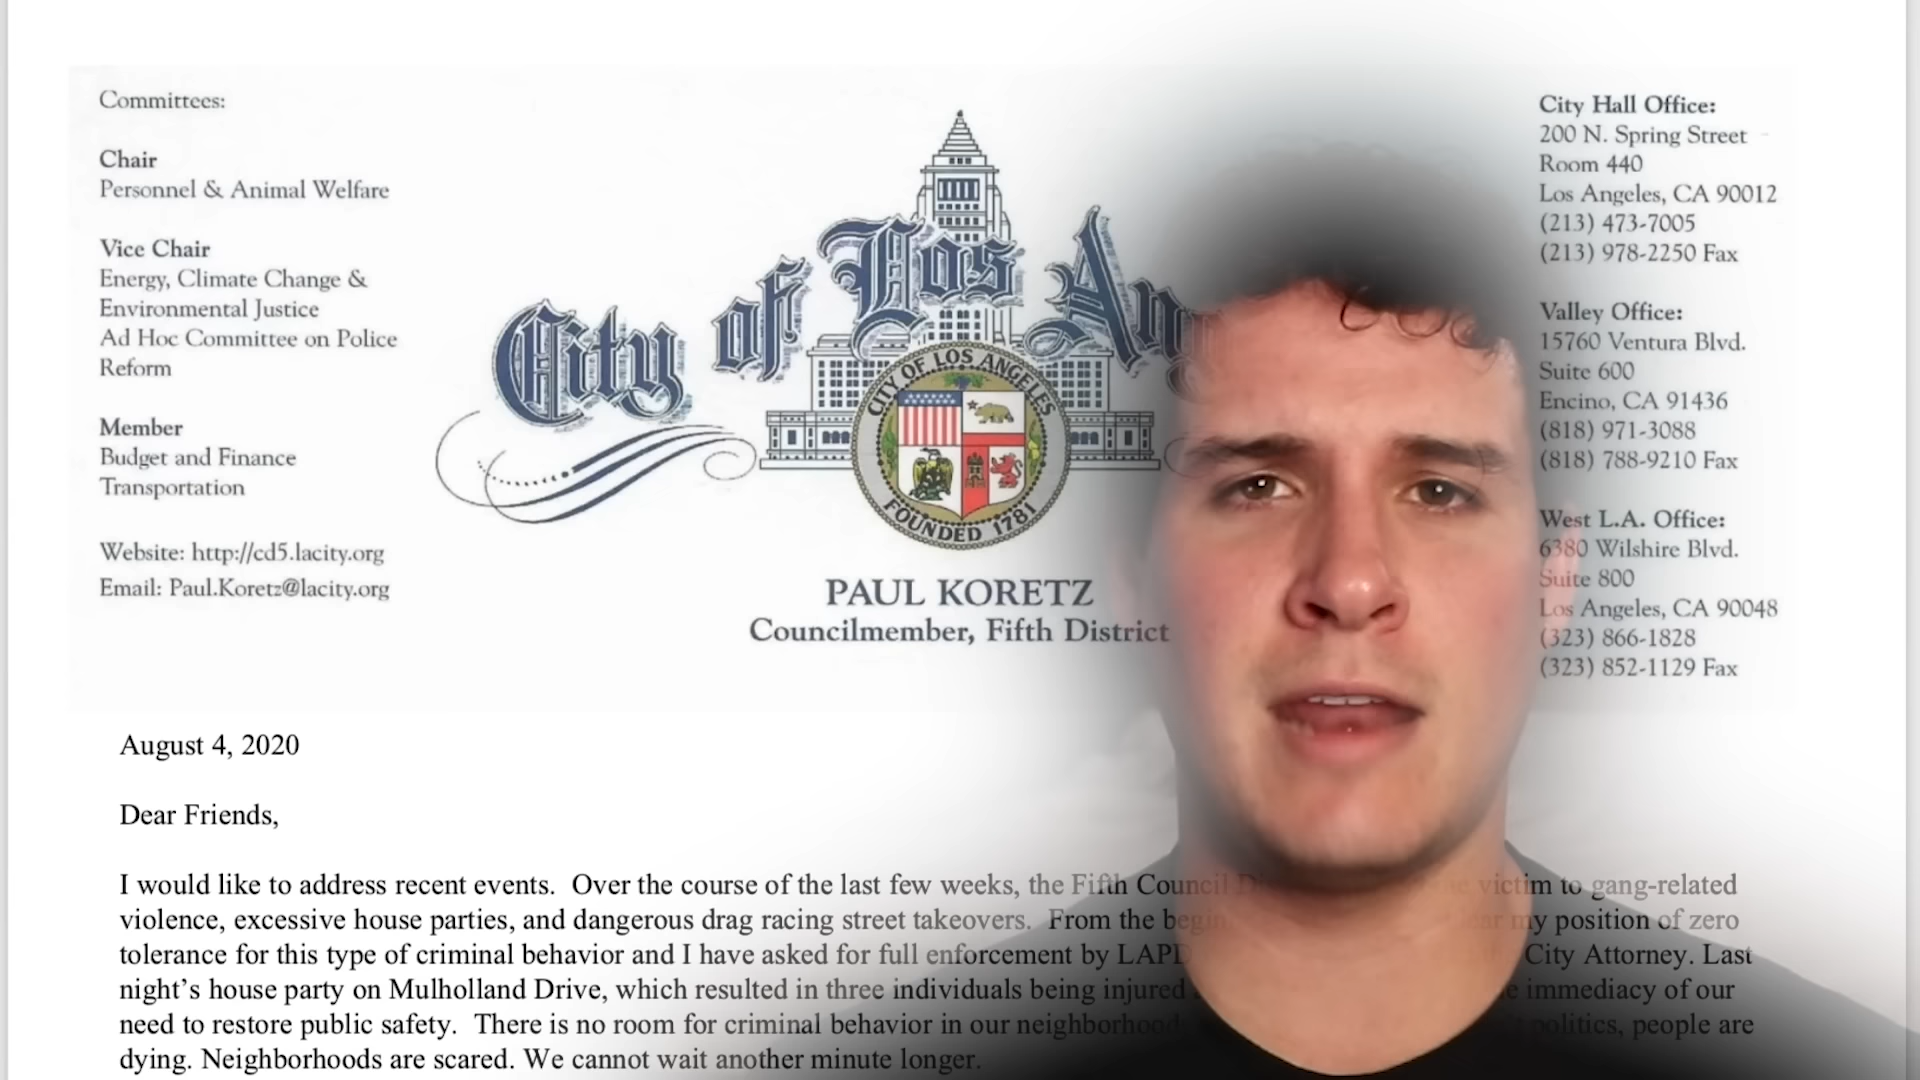 Committees:
Chair
Personnel & Animal Welfare
Vice Chair
Energy, Climate Change &
Environmental Justice
Ad Hoc Committee on Police
Reform
Member
Budget and Finance
Transportation
Website: http://cd5.lacity.org
Email: Paul.Koretz@lacity.org
City of Los An
CITY OF LOS ANGELES
FOUNDED 1781
PAUL KORETZ
Councilmember, Fifth District
City Hall Office:
200 N. Spring Street
Room 440
Los Angeles, CA 90012
(213) 473-7005
(213) 978-2250 Fax
Valley Office:
15760 Ventura Blvd.
Suite 600
Encino, CA 91436
(818) 971-3088
(818) 788-9210 Fax
West L.A. Office:
6380 Wilshire Blvd.
Suite 800
Los Angeles, CA 90048
(323) 866-1828
(323) 852-1129 Fax
August 4, 2020
Dear Friends,
I would like to address recent events. Over the course of the last few weeks, the Fifth Council victim to gang-related
violence, excessive house parties, and dangerous drag racing street takeovers. From the my position of zero
tolerance for this type of criminal behavior and I have asked for full enforcement by LAPD City Attorney. Last
night's house party on Mulholland Drive, which resulted in three individuals being injured immediacy of our
need to restore public safety. There is no room for criminal behavior in our politics, people are
dying. Neighborhoods are scared. We cannot wait another minute longer.